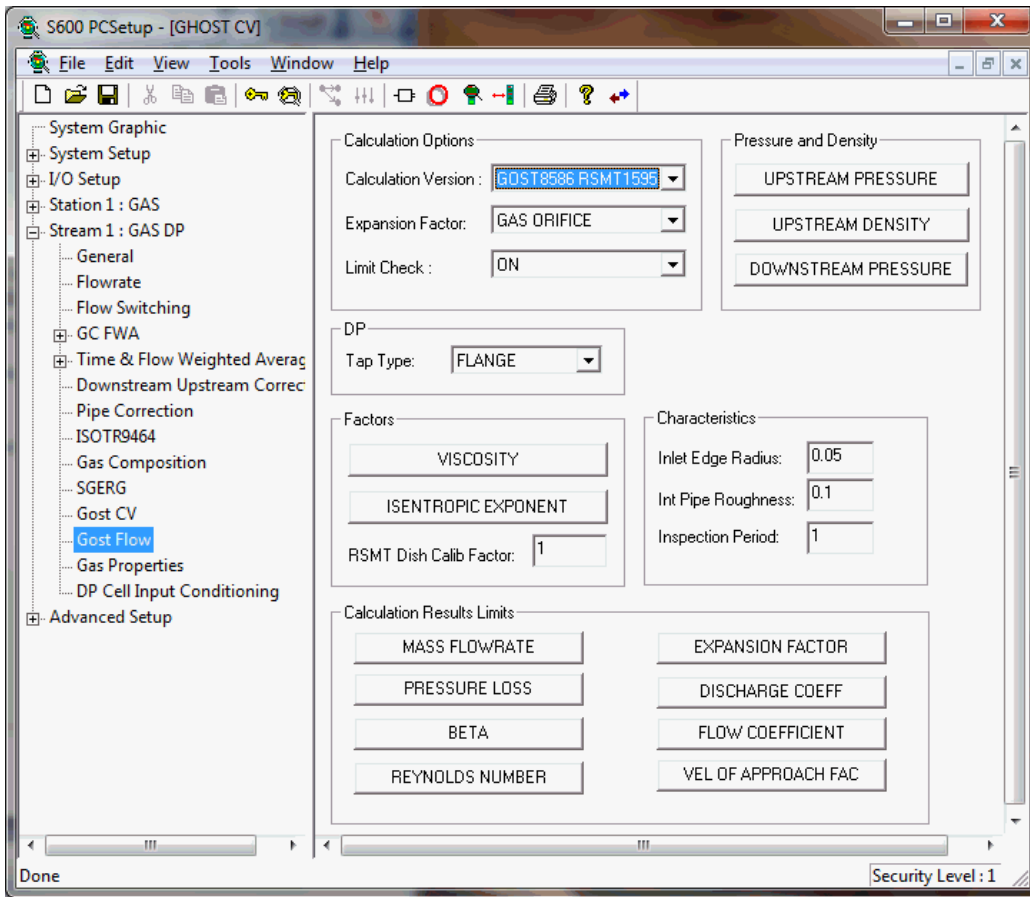 S600 PCSetup - [GHOST CV]
File Edit View Tools Window Help
System Graphic
System Setup
I/O Setup
Station 1 : GAS
Stream 1 : GAS DP
General
Flowrate
Flow Switching
GC FWA
Time & Flow Weighted Averag
Downstream Upstream Correc
Pipe Correction
ISOTR9464
Gas Composition
SGERG
Gost CV
Gost Flow
Gas Properties
DP Cell Input Conditioning
Advanced Setup
Calculation Options
Calculation Version : GOST8586 RSMT1595
Expansion Factor: GAS ORIFICE
Limit Check : ON
Pressure and Density
UPSTREAM PRESSURE
UPSTREAM DENSITY
DOWNSTREAM PRESSURE
DP
Tap Type: FLANGE
Factors
VISCOSITY
ISENTROPIC EXPONENT
RSMT Dish Calib Factor: 1
Characteristics
Inlet Edge Radius: 0.05
Int Pipe Roughness: 0.1
Inspection Period: 1
Calculation Results Limits
MASS FLOWRATE
PRESSURE LOSS
BETA
REYNOLDS NUMBER
EXPANSION FACTOR
DISCHARGE COEFF
FLOW COEFFICIENT
VEL OF APPROACH FAC
Done
Security Level : 1